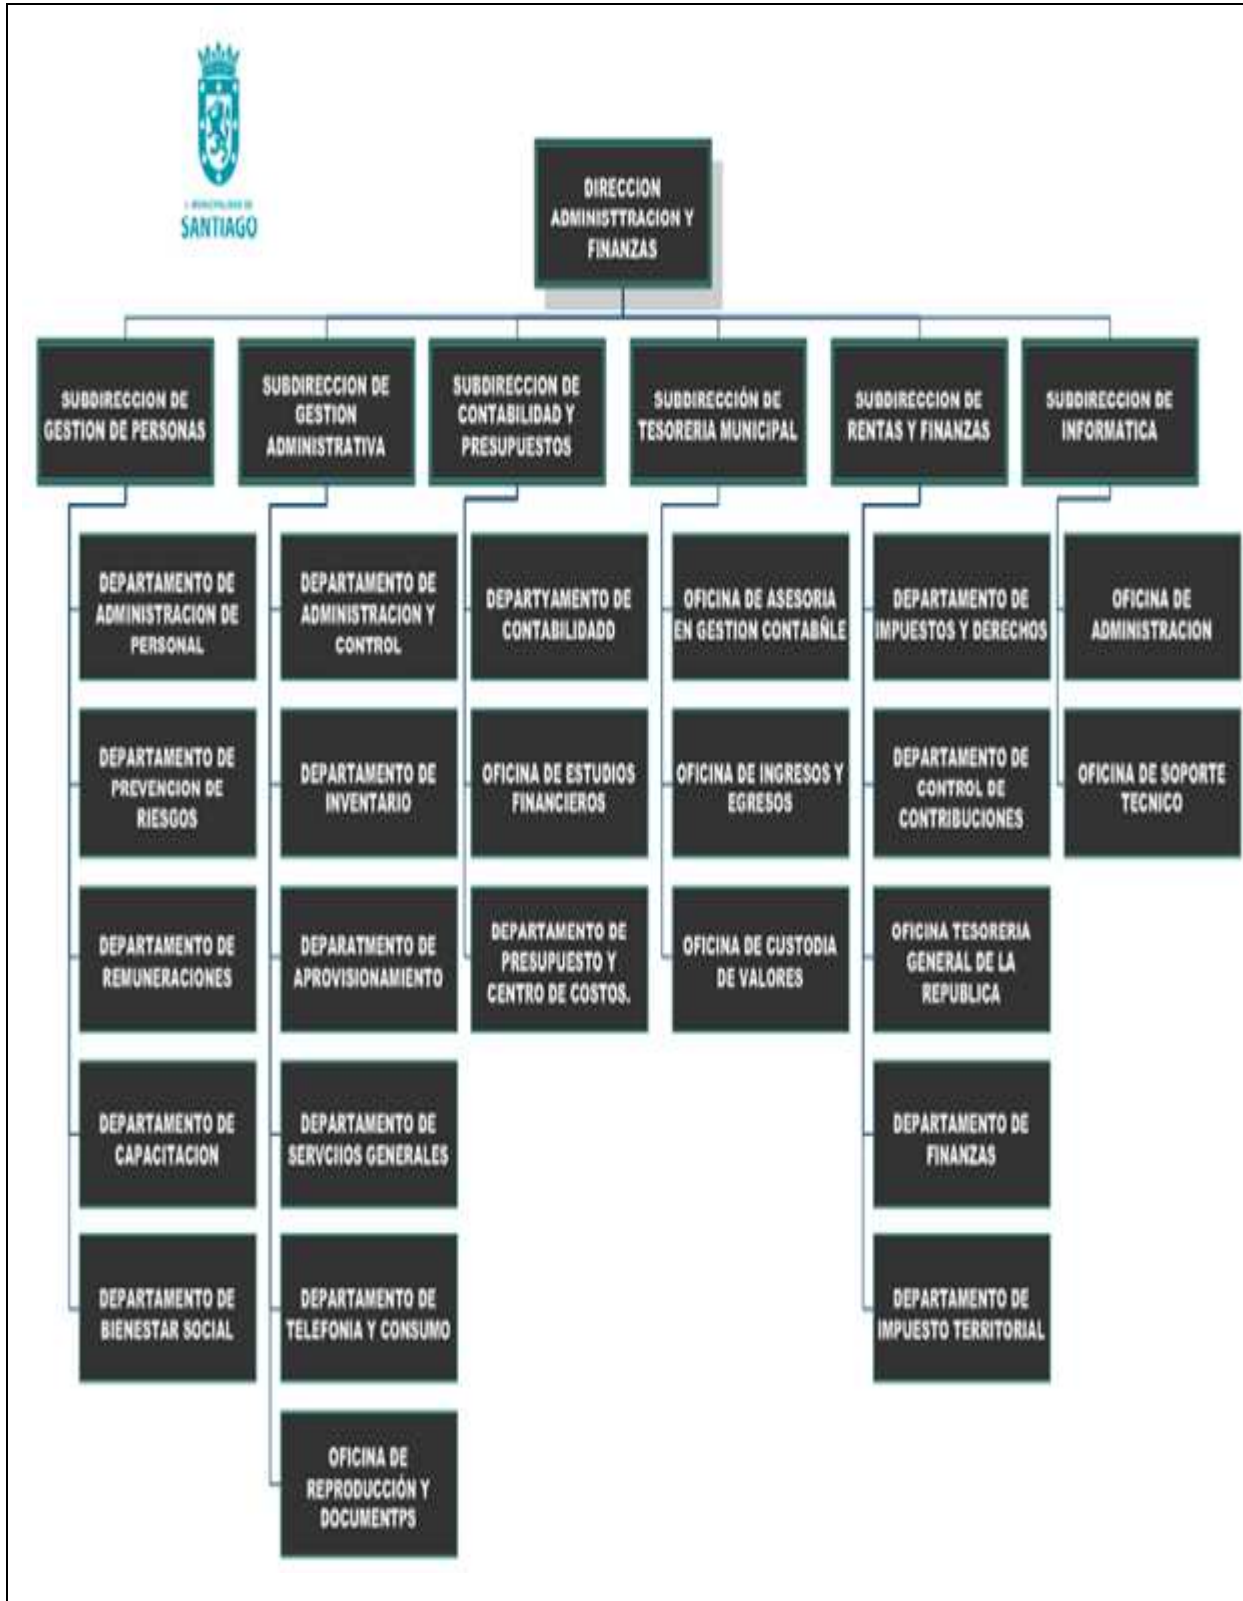 I. MUNICIPALIDAD DE
SANTIAGO
DIRECCION
ADMINISTTRACION Y
FINANZAS
SUBDIRECCION DE
GESTION DE PERSONAS
SUBDIRECCION DE
GESTION
ADMINISTRATIVA
SUBDIRECCION DE
CONTABILIDAD Y
PRESUPUESTOS
SUBDIRECCIÓN DE
TESORERIA MUNICIPAL
SUBDIRECCION DE
RENTAS Y FINANZAS
SUBDIRECCION DE
INFORMATICA
DEPARTAMENTO DE
ADMINISTRACION DE
PERSONAL
DEPARTAMENTO DE
PREVENCION DE
RIESGOS
DEPARTAMENTO DE
REMUNERACIONES
DEPARTAMENTO DE
CAPACITACION
DEPARTAMENTO DE
BIENESTAR SOCIAL
DEPARTAMENTO DE
ADMINISTRACION Y
CONTROL
DEPARTAMENTO DE
INVENTARIO
DEPARATMENTO DE
APROVISIONAMIENTO
DEPARTAMENTO DE
SERVCIIOS GENERALES
DEPARTAMENTO DE
TELEFONIA Y CONSUMO
OFICINA DE
REPRODUCCIÓN Y
DOCUMENTPS
DEPARTYAMENTO DE
CONTABILIDADD
OFICINA DE ESTUDIOS
FINANCIEROS
DEPARTAMENTO DE
PRESUPUESTO Y
CENTRO DE COSTOS.
OFICINA DE ASESORIA
EN GESTION CONTABÑLE
OFICINA DE INGRESOS Y
EGRESOS
OFICINA DE CUSTODIA
DE VALORES
DEPARTAMENTO DE
IMPUESTOS Y DERECHOS
DEPARTAMENTO DE
CONTROL DE
CONTRIBUCIONES
OFICINA TESORERIA
GENERAL DE LA
REPUBLICA
DEPARTAMENTO DE
FINANZAS
DEPARTAMENTO DE
IMPUESTO TERRITORIAL
OFICINA DE
ADMINISTRACION
OFICINA DE SOPORTE
TECNICO